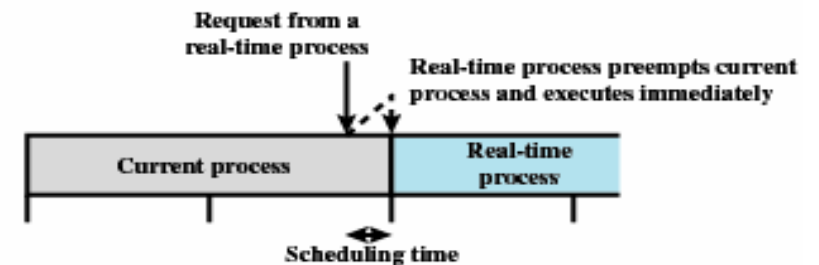 Request from a
real-time process
Real-time process preempts current
process and executes immediately
Current process
Real-time
process
Scheduling time